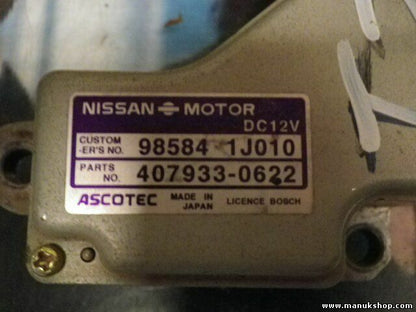 NISSAN MOTOR
DC12V
CUSTOM
-ER'S NO. 98584 1J010
PARTS
NO. 407933-0622
ASCOTEC MADE IN
JAPAN LICENCE BOSCH
www.manukshop.com